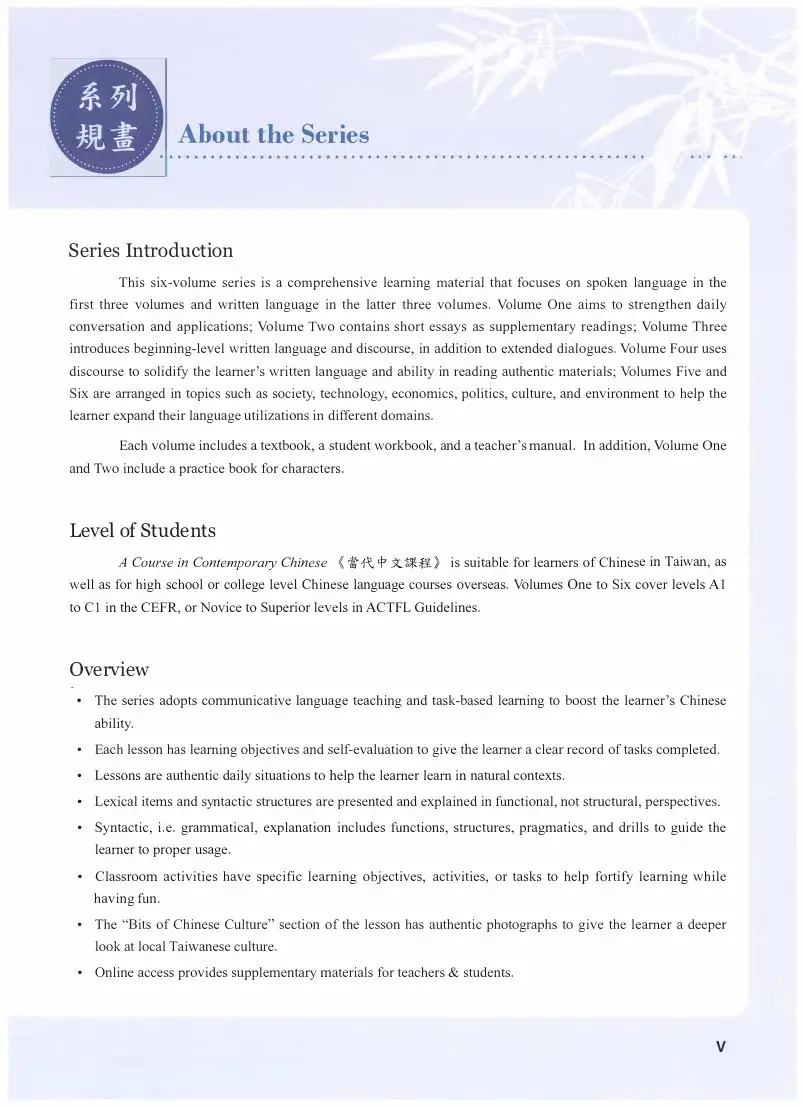 系列
規畫
About the Series
Series Introduction
This six-volume series is a comprehensive learning material that focuses on spoken language in the
first three volumes and written language in the latter three volumes. Volume One aims to strengthen daily
conversation and applications; Volume Two contains short essays as supplementary readings; Volume Three
introduces beginning-level written language and discourse, in addition to extended dialogues. Volume Four uses
discourse to solidify the learner's written language and ability in reading authentic materials; Volumes Five and
Six are arranged in topics such as society, technology, economics, politics, culture, and environment to help the
learner expand their language utilizations in different domains.
Each volume includes a textbook, a student workbook, and a teacher's manual. In addition, Volume One
and Two include a practice book for characters.
Level of Students
A Course in Contemporary Chinese 《當代中文課程》 is suitable for learners of Chinese in Taiwan, as
well as for high school or college level Chinese language courses overseas. Volumes One to Six cover levels A1
to C1 in the CEFR, or Novice to Superior levels in ACTFL Guidelines.
Overview
• The series adopts communicative language teaching and task-based learning to boost the learner's Chinese
ability.
• Each lesson has learning objectives and self-evaluation to give the learner a clear record of tasks completed.
• Lessons are authentic daily situations to help the learner learn in natural contexts.
• Lexical items and syntactic structures are presented and explained in functional, not structural, perspectives.
• Syntactic, i.e. grammatical, explanation includes functions, structures, pragmatics, and drills to guide the
learner to proper usage.
• Classroom activities have specific learning objectives, activities, or tasks to help fortify learning while
having fun.
• The “Bits of Chinese Culture” section of the lesson has authentic photographs to give the learner a deeper
look at local Taiwanese culture.
• Online access provides supplementary materials for teachers & students.
V